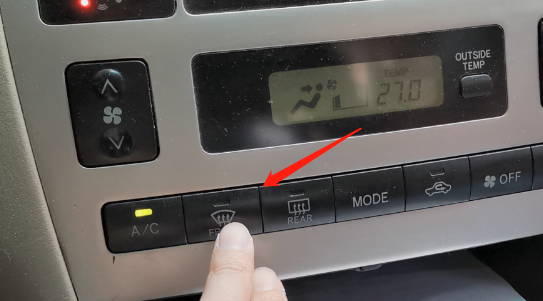 OUTSIDE
TEMP
TEMP
27.0
A/C
REAR
MODE
OFF